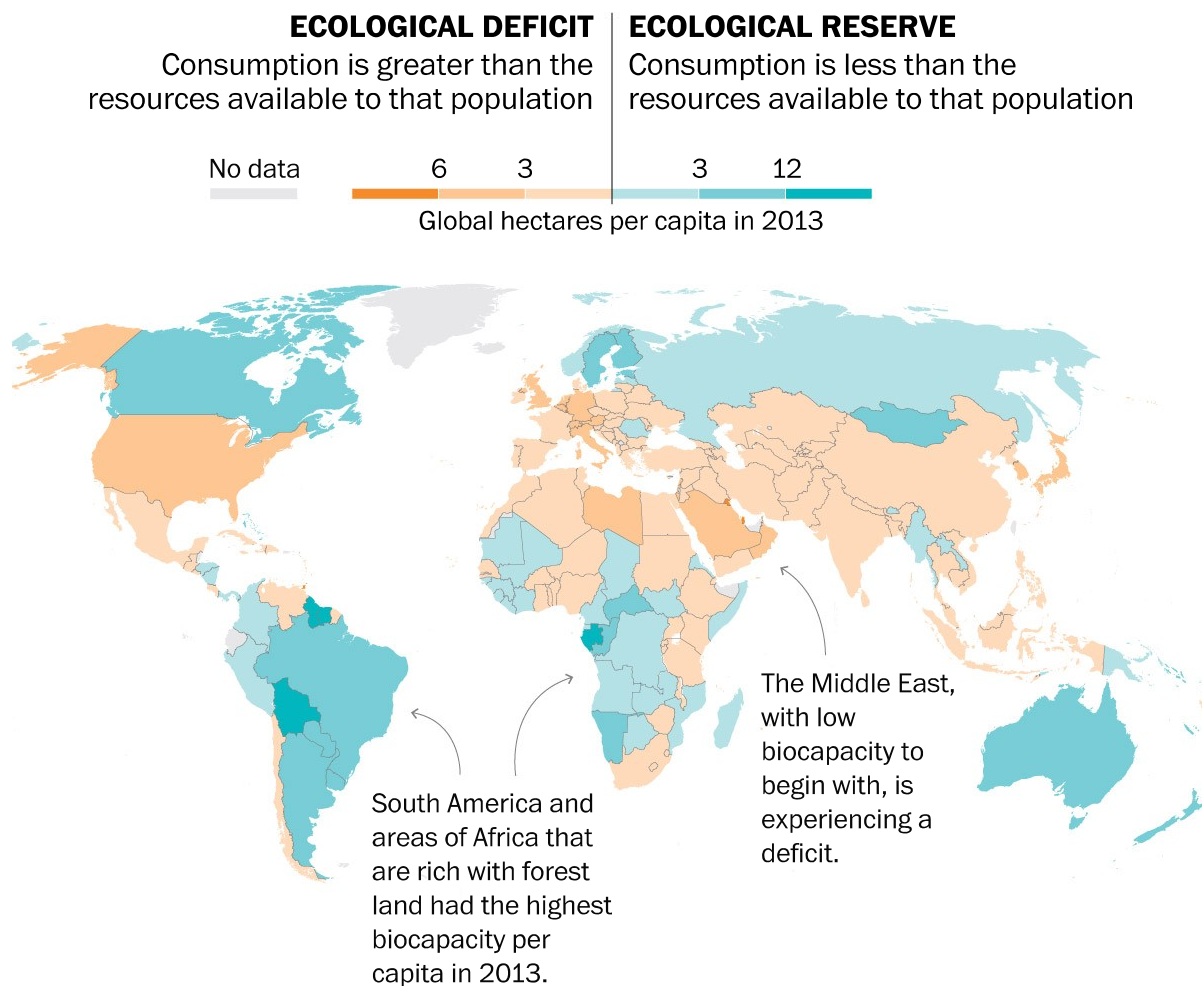 ECOLOGICAL DEFICIT
Consumption is greater than the
resources available to that population
ECOLOGICAL RESERVE
Consumption is less than the
resources available to that population
No data
6
3
3
12
Global hectares per capita in 2013
The Middle East,
with low
biocapacity to
begin with, is
experiencing a
deficit.
South America and
areas of Africa that
are rich with forest
land had the highest
biocapacity per
capita in 2013.